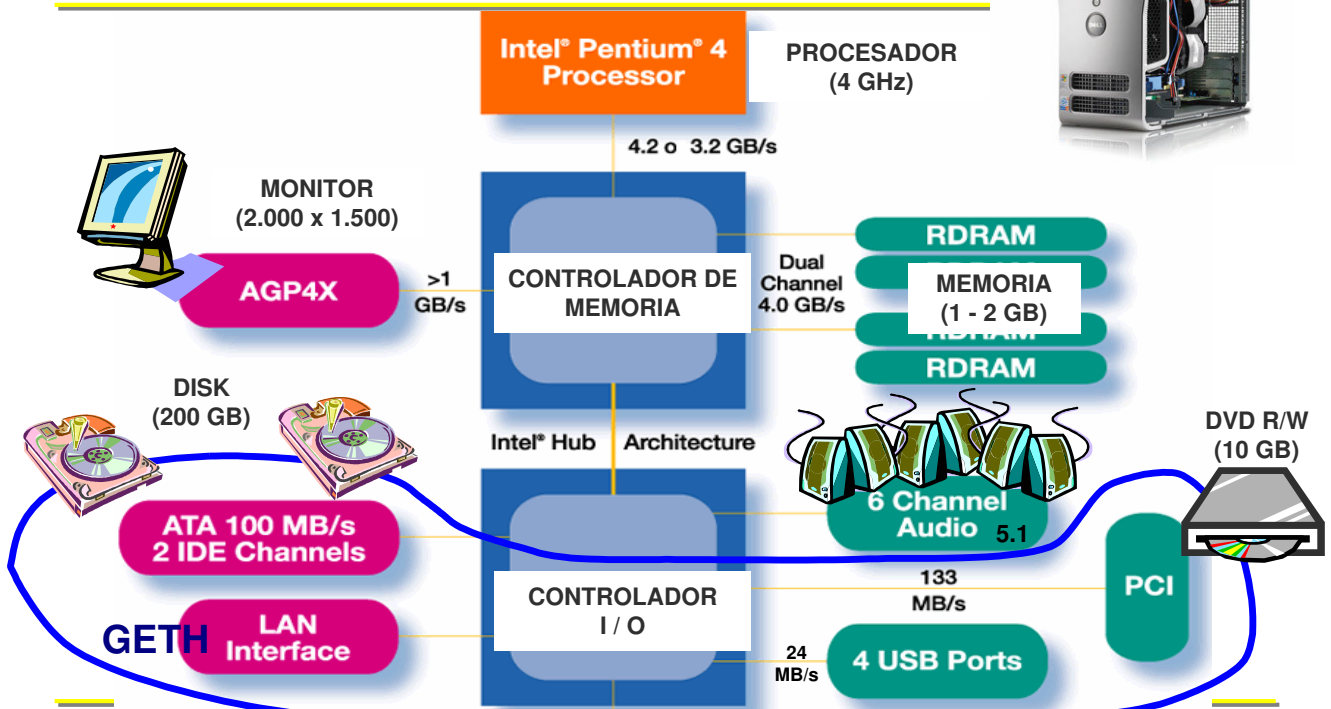 Intel® Pentium® 4
Processor
PROCESADOR
(4 GHz)
4.2 o 3.2 GB/s
MONITOR
(2.000 x 1.500)
AGP4X
>1
GB/s
CONTROLADOR DE
MEMORIA
Dual
Channel
4.0 GB/s
RDRAM
MEMORIA
(1 - 2 GB)
RDRAM
RDRAM
DISK
(200 GB)
Intel® Hub Architecture
DVD R/W
(10 GB)
ATA 100 MB/s
2 IDE Channels
6 Channel
Audio 5.1
CONTROLADOR
I / O
133
MB/s
PCI
GETH
LAN
Interface
24
MB/s
4 USB Ports